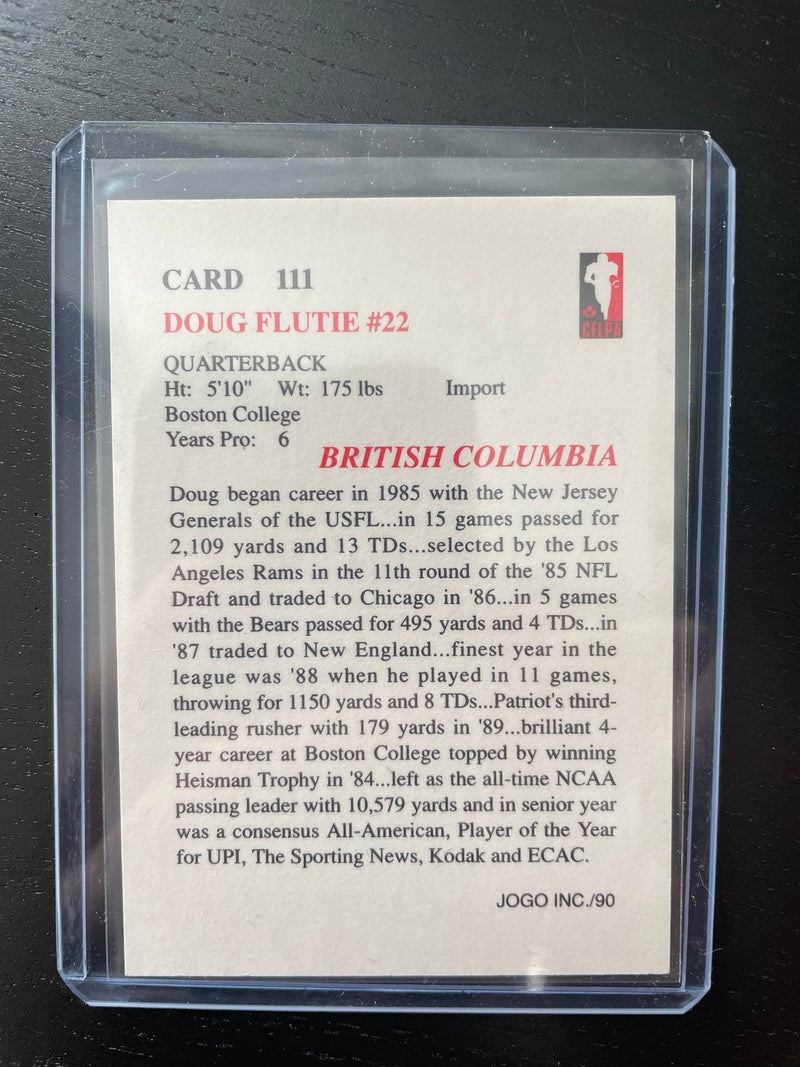 CARD 111
CFLPA
DOUG FLUTIE #22
QUARTERBACK
Ht: 5'10" Wt: 175 lbs Import
Boston College
Years Pro: 6
BRITISH COLUMBIA
Doug began career in 1985 with the New Jersey
Generals of the USFL...in 15 games passed for
2,109 yards and 13 TDs...selected by the Los
Angeles Rams in the 11th round of the '85 NFL
Draft and traded to Chicago in '86...in 5 games
with the Bears passed for 495 yards and 4 TDs...in
'87 traded to New England...finest year in the
league was '88 when he played in 11 games,
throwing for 1150 yards and 8 TDs...Patriot's third-
leading rusher with 179 yards in '89...brilliant 4-
year career at Boston College topped by winning
Heisman Trophy in '84...left as the all-time NCAA
passing leader with 10,579 yards and in senior year
was a consensus All-American, Player of the Year
for UPI, The Sporting News, Kodak and ECAC.
JOGO INC./90